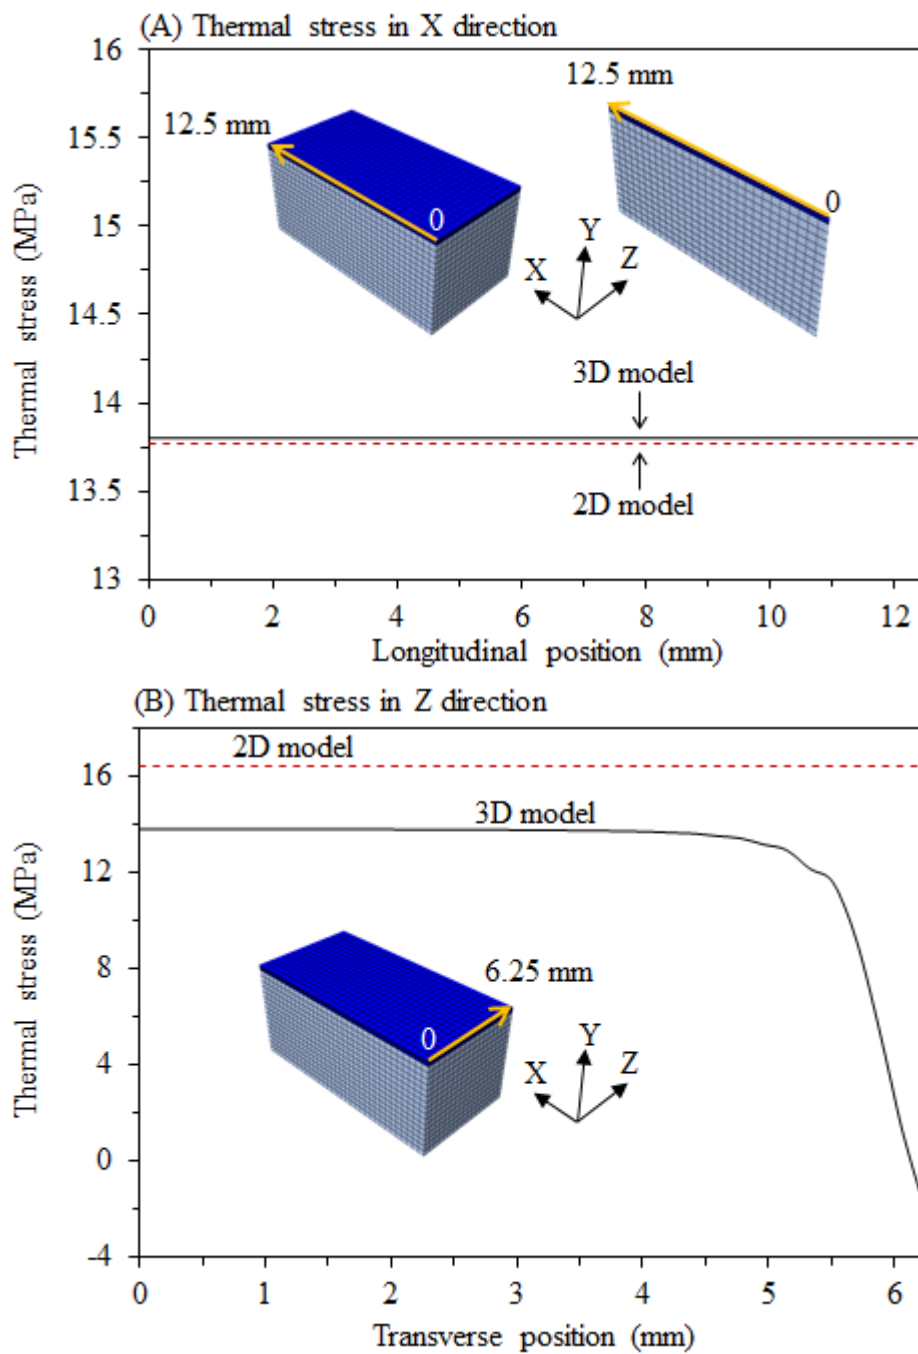 (A) Thermal stress in X direction
16
15.5
15
14.5
14
13.5
13
Thermal stress (MPa)
12.5 mm
0
12.5 mm
0
Y
X
Z
3D model
2D model
0 2 4 6 8 10 12
Longitudinal position (mm)
(B) Thermal stress in Z direction
16
12
8
4
0
-4
Thermal stress (MPa)
2D model
3D model
6.25 mm
0
Y
X
Z
0 1 2 3 4 5 6
Transverse position (mm)